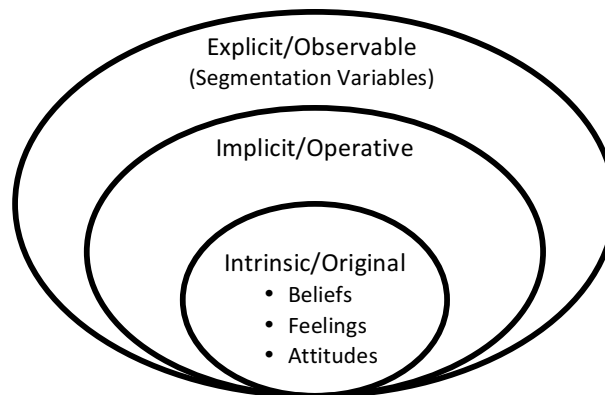 Explicit/Observable
(Segmentation Variables)
Implicit/Operative
Intrinsic/Original
• Beliefs
• Feelings
• Attitudes